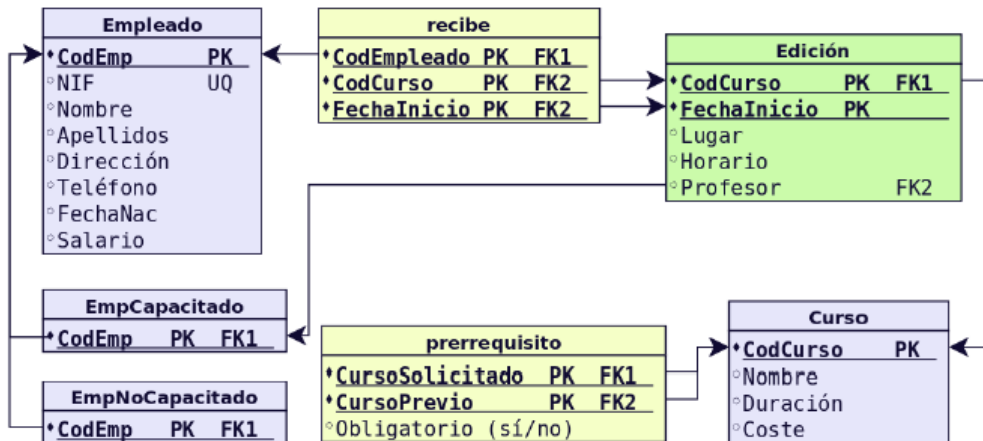 Empleado
CodEmp PK
NIF UQ
Nombre
Apellidos
Dirección
Teléfono
FechaNac
Salario
recibe
CodEmpleado PK FK1
CodCurso PK FK2
FechaInicio PK FK2
Edición
CodCurso PK FK1
FechaInicio PK
Lugar
Horario
Profesor FK2
EmpCapacitado
CodEmp PK FK1
EmpNoCapacitado
CodEmp PK FK1
prerrequisito
CursoSolicitado PK FK1
CursoPrevio PK FK2
Obligatorio (sí/no)
Curso
CodCurso PK
Nombre
Duración
Coste